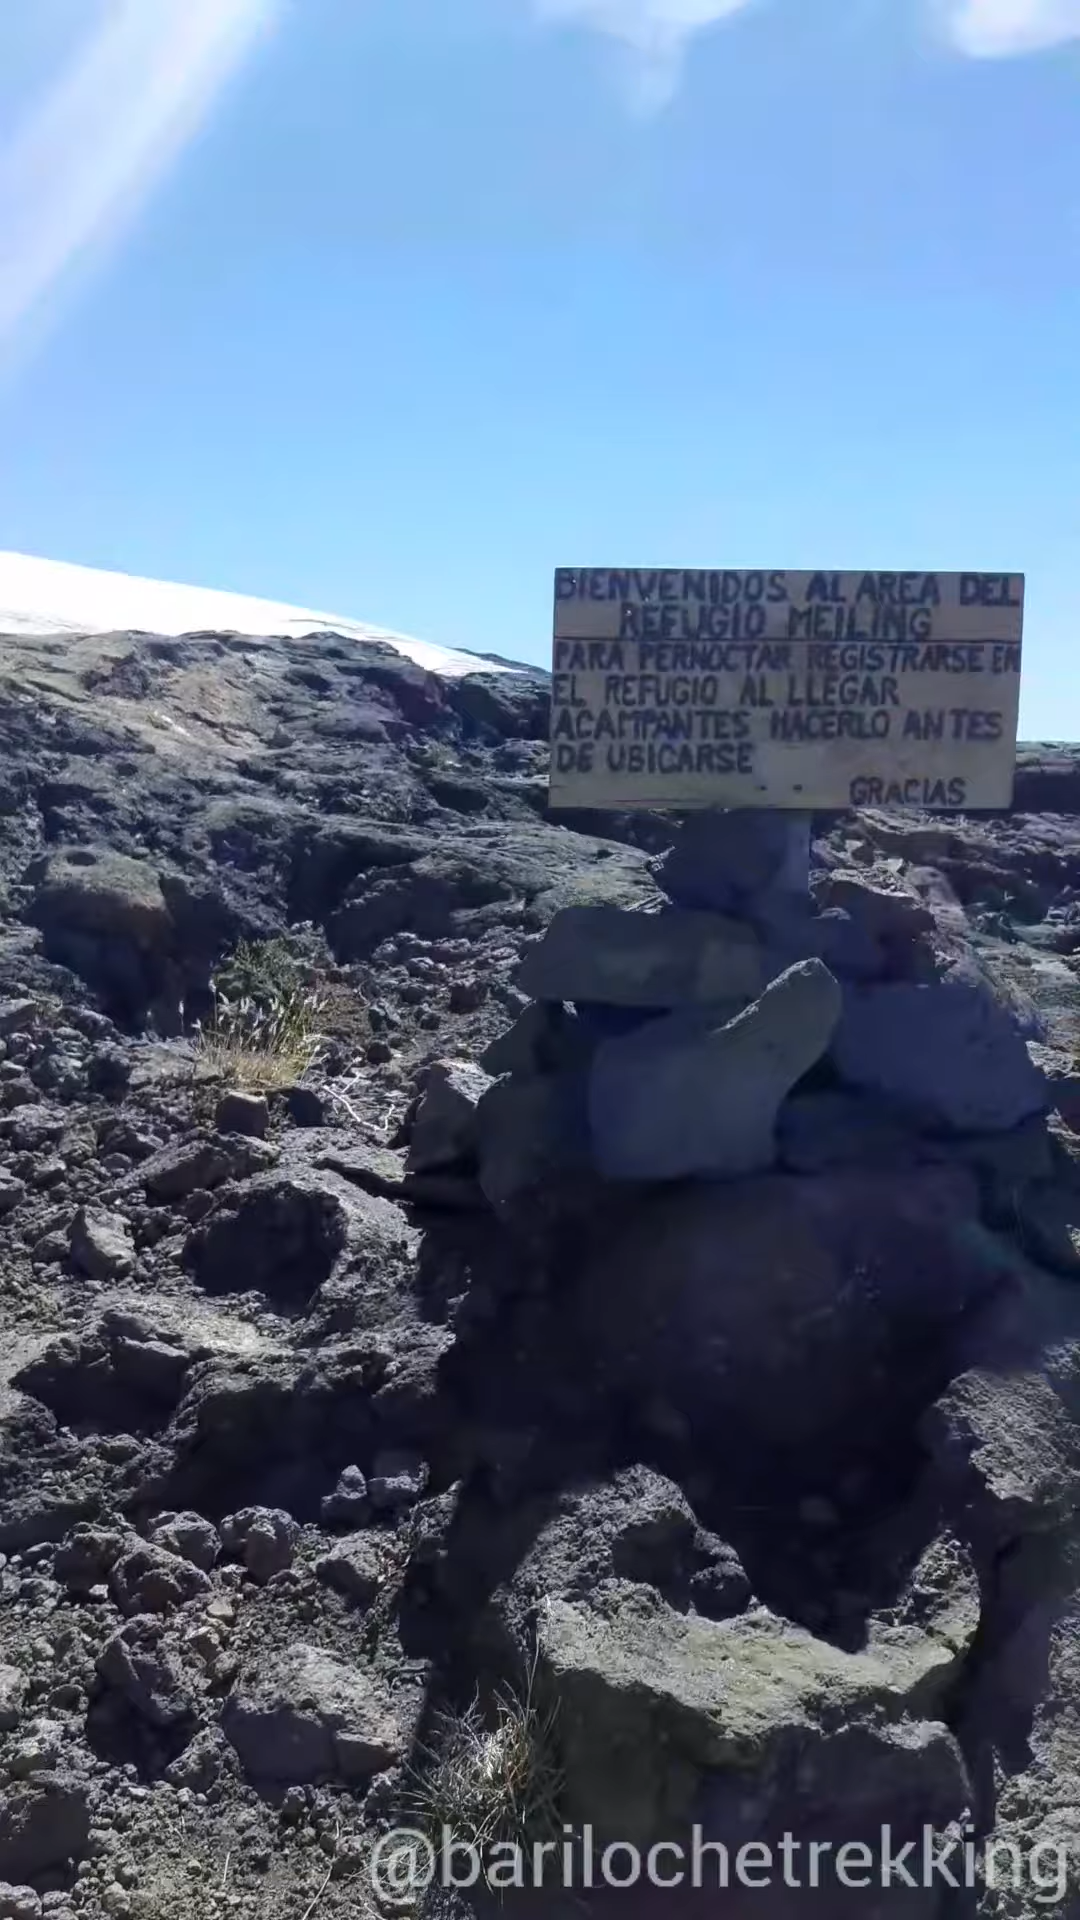 BIENVENIDOS AL AREA DEL
REFUGIO MEILING
PARA PERNOCTAR REGISTRARSE EN
EL REFUGIO AL LLEGAR
ACAMPANTES HACERLO ANTES
DE UBICARSE
GRACIAS
@barilochetrekking